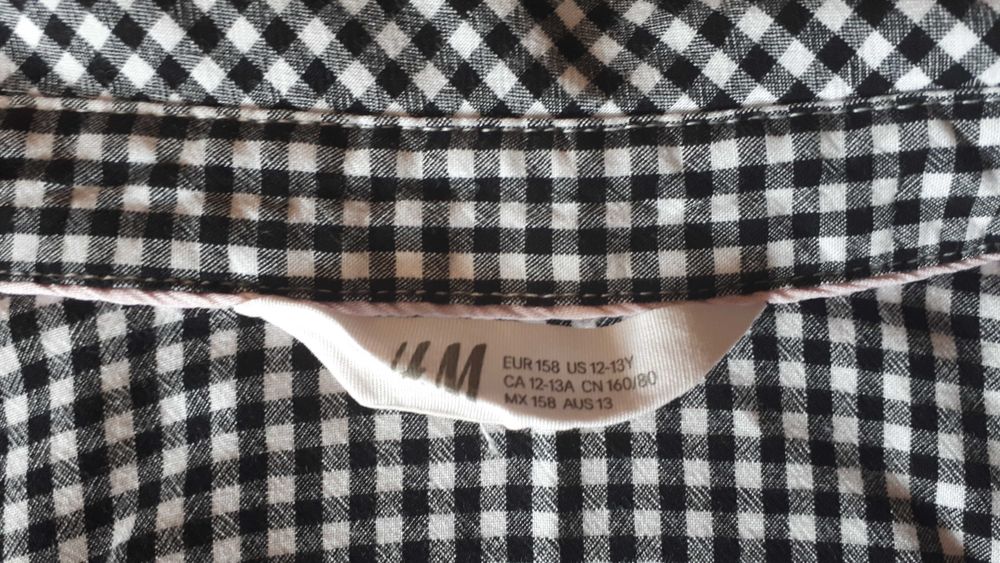 H&M
EUR 158 US 12-13Y
CA 12-13A CN 160/80
MX 158 AUS 13